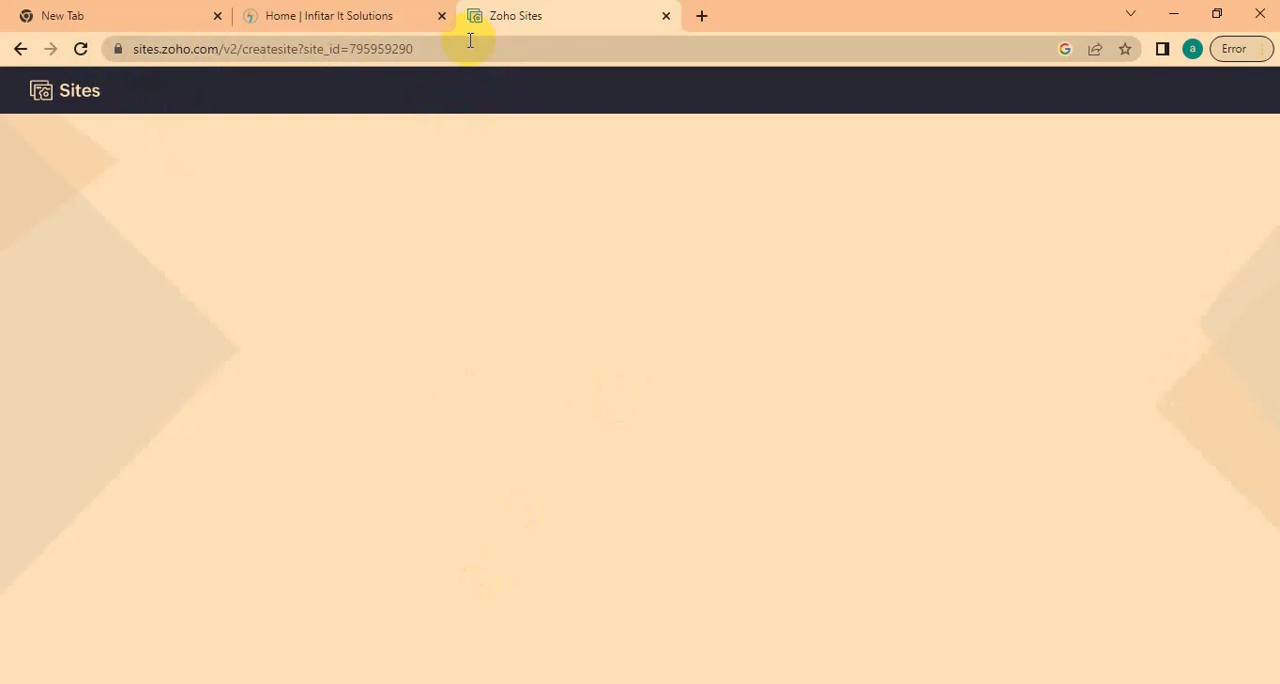 New Tab
Home | Infitar It Solutions
Zoho Sites
sites.zoho.com/v2/createsite?site_id=795959290
a
Error
Sites